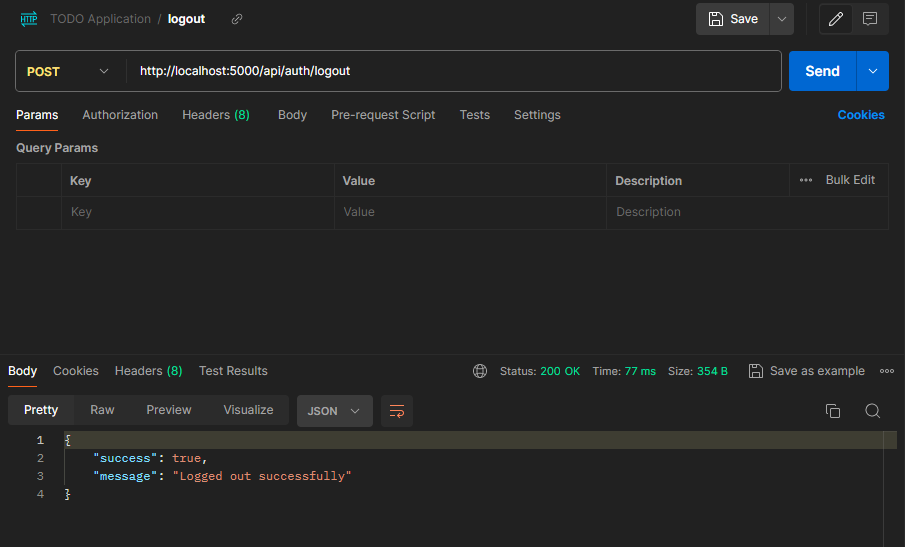 HTTP TODO Application / logout Save
POST http://localhost:5000/api/auth/logout Send
Params Authorization Headers (8) Body Pre-request Script Tests Settings Cookies
Query Params
Key Value Description ••• Bulk Edit
Key Value Description
Body Cookies Headers (8) Test Results Status: 200 OK Time: 77 ms Size: 354 B Save as example •••
Pretty Raw Preview Visualize JSON
1 {
2 "success": true,
3 "message": "Logged out successfully"
4 }